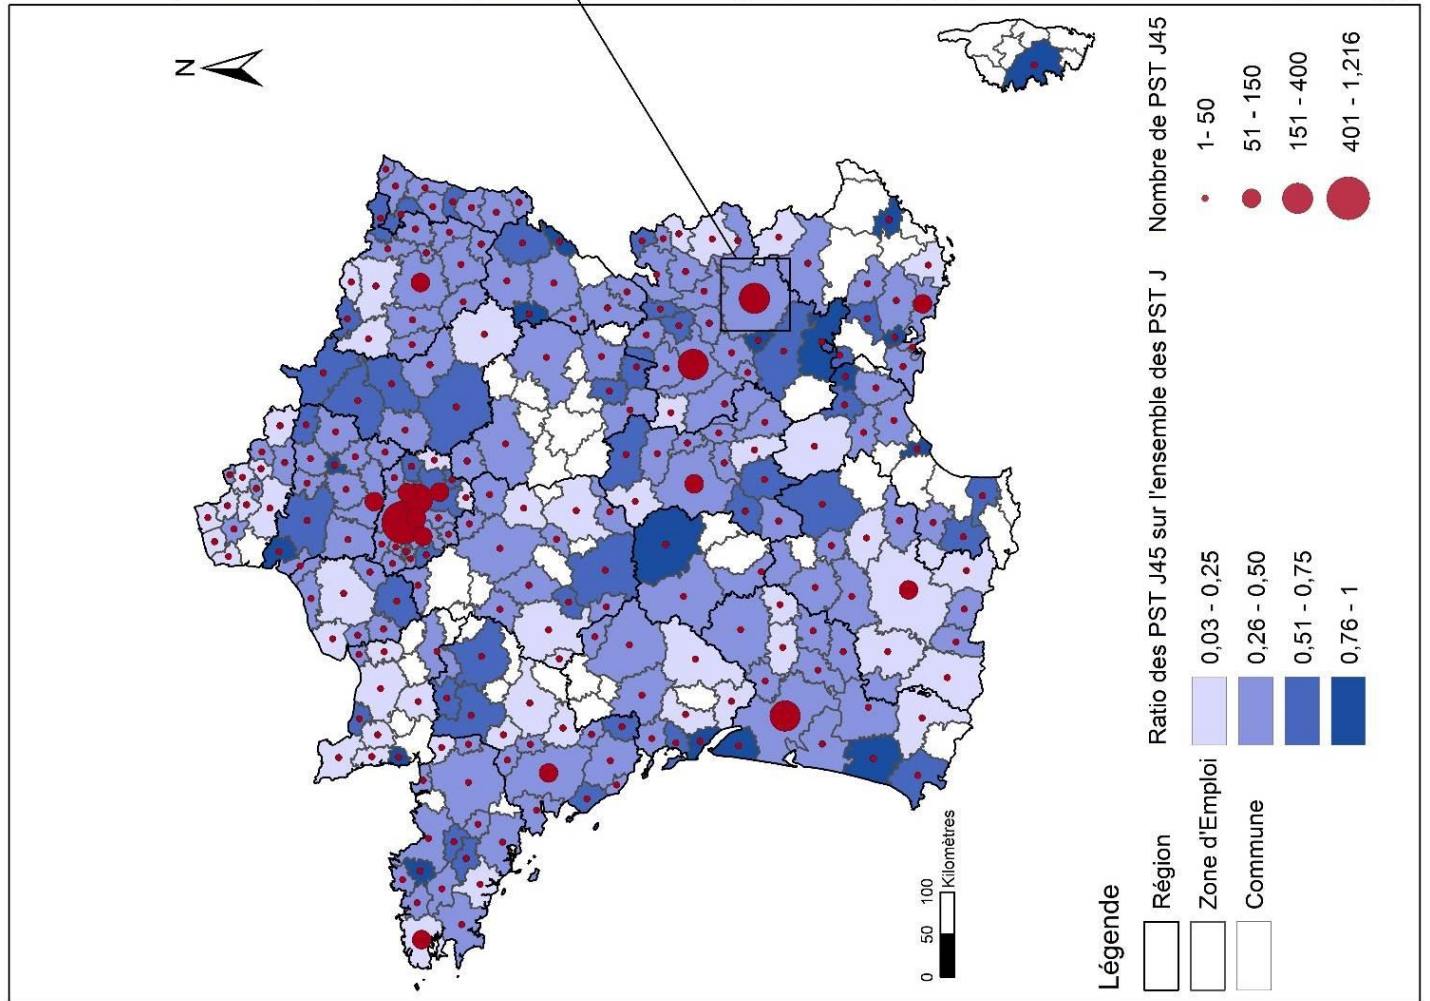 N
0 50 100
Kilomètres
Légende
Région
Zone d'Emploi
Commune
Ratio des PST J45 sur l'ensemble des PST J
0,03 - 0,25
0,26 - 0,50
0,51 - 0,75
0,76 - 1
Nombre de PST J45
1- 50
51 - 150
151 - 400
401 - 1,216